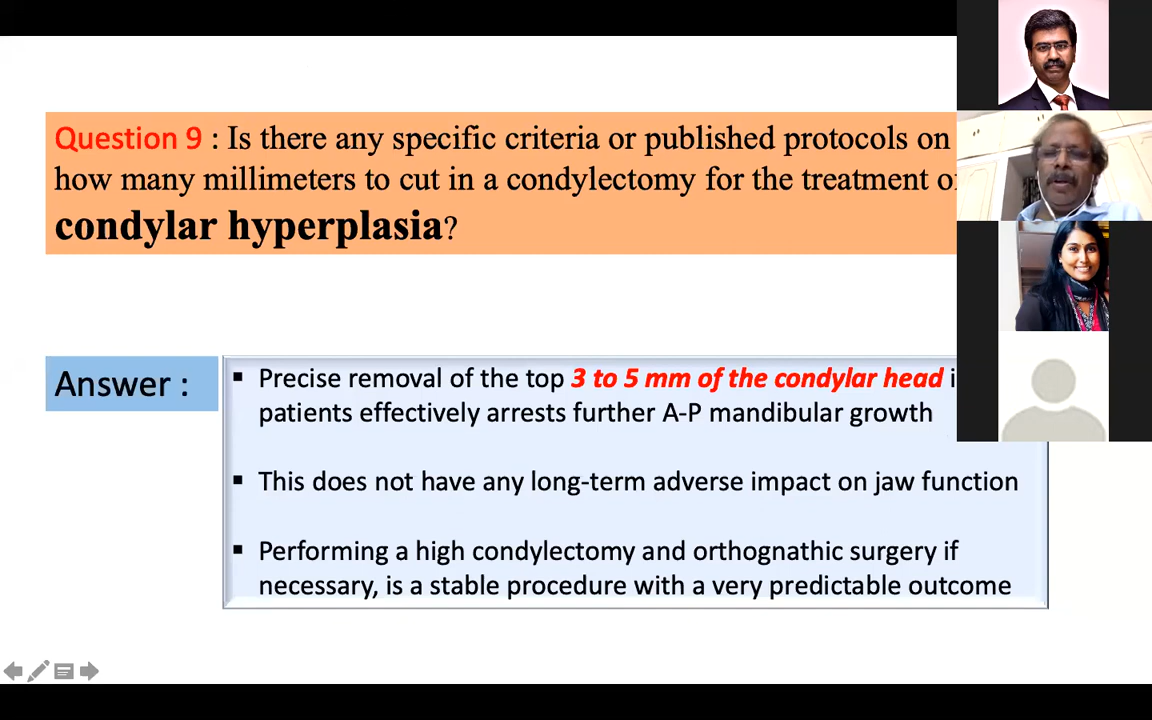 Question 9 : Is there any specific criteria or published protocols on
how many millimeters to cut in a condylectomy for the treatment
condylar hyperplasia?
Answer :
▪ Precise removal of the top 3 to 5 mm of the condylar head
patients effectively arrests further A-P mandibular growth
▪ This does not have any long-term adverse impact on jaw function
▪ Performing a high condylectomy and orthognathic surgery if
necessary, is a stable procedure with a very predictable outcome